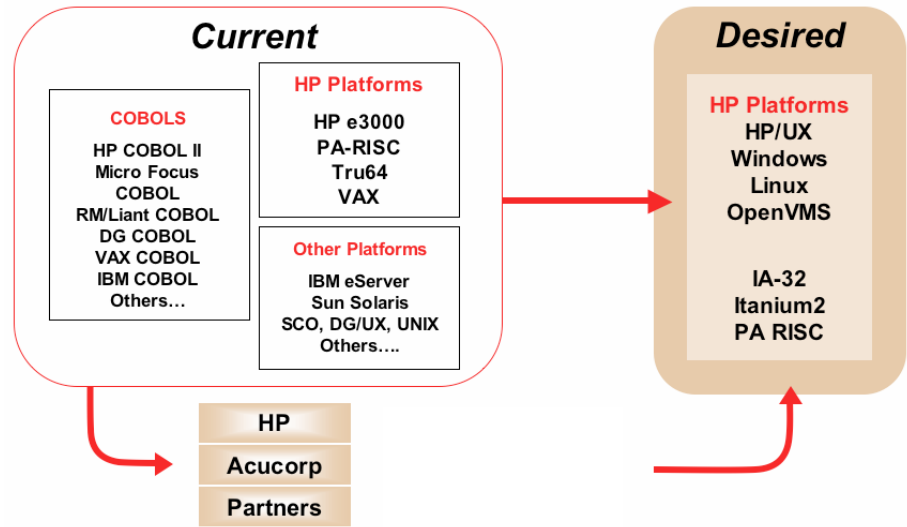 Current
COBOLS
HP COBOL II
Micro Focus
COBOL
RM/Liant COBOL
DG COBOL
VAX COBOL
IBM COBOL
Others...
HP Platforms
HP e3000
PA-RISC
Tru64
VAX
Other Platforms
IBM eServer
Sun Solaris
SCO, DG/UX, UNIX
Others....
Desired
HP Platforms
HP/UX
Windows
Linux
OpenVMS
IA-32
Itanium2
PA RISC
HP
Acucorp
Partners